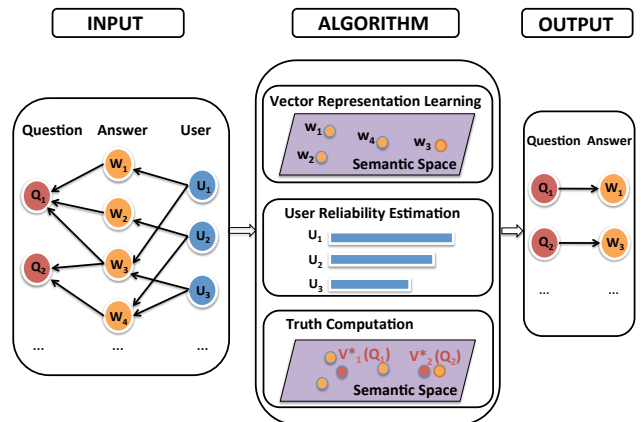 INPUT
ALGORITHM
OUTPUT
Question Answer User
Q1
W1
W2
W3
W4
U1
U2
U3
Q2
... ... ...
Vector Representation Learning
w1
w2
w4
w3
Semantic Space
User Reliability Estimation
U1
U2
U3
Truth Computation
V*1(Q1)
V*2(Q2)
Semantic Space
Question Answer
Q1 W1
Q2 W3
... ...